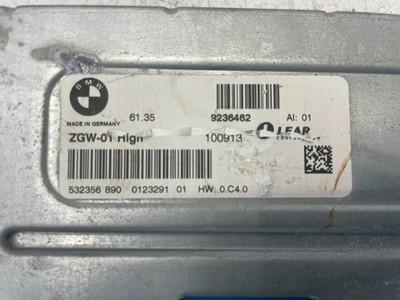 BMW
61.35 9236462 AI: 01
MADE IN GERMANY
ZGW-01 High 100913 LEAR
CORPORATION
532356 890 0123291 01 HW: 0.C4.0